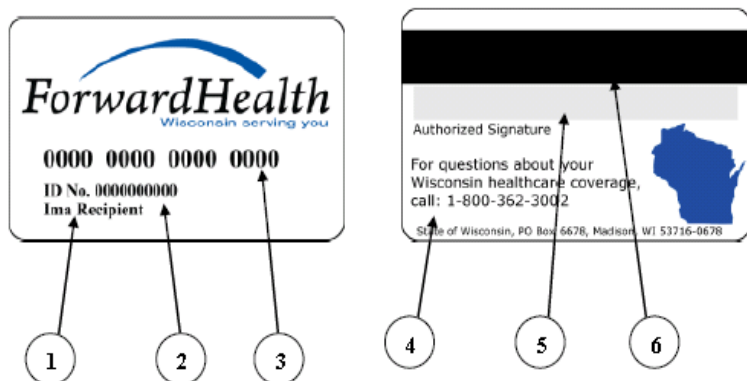 ForwardHealth
Wisconsin serving you
0000 0000 0000 0000
ID No. 0000000000
Ima Recipient
Authorized Signature
For questions about your
Wisconsin healthcare coverage,
call: 1-800-362-3002
State of Wisconsin, PO Box 6678, Madison, WI 53716-0678
1 2 3 4 5 6